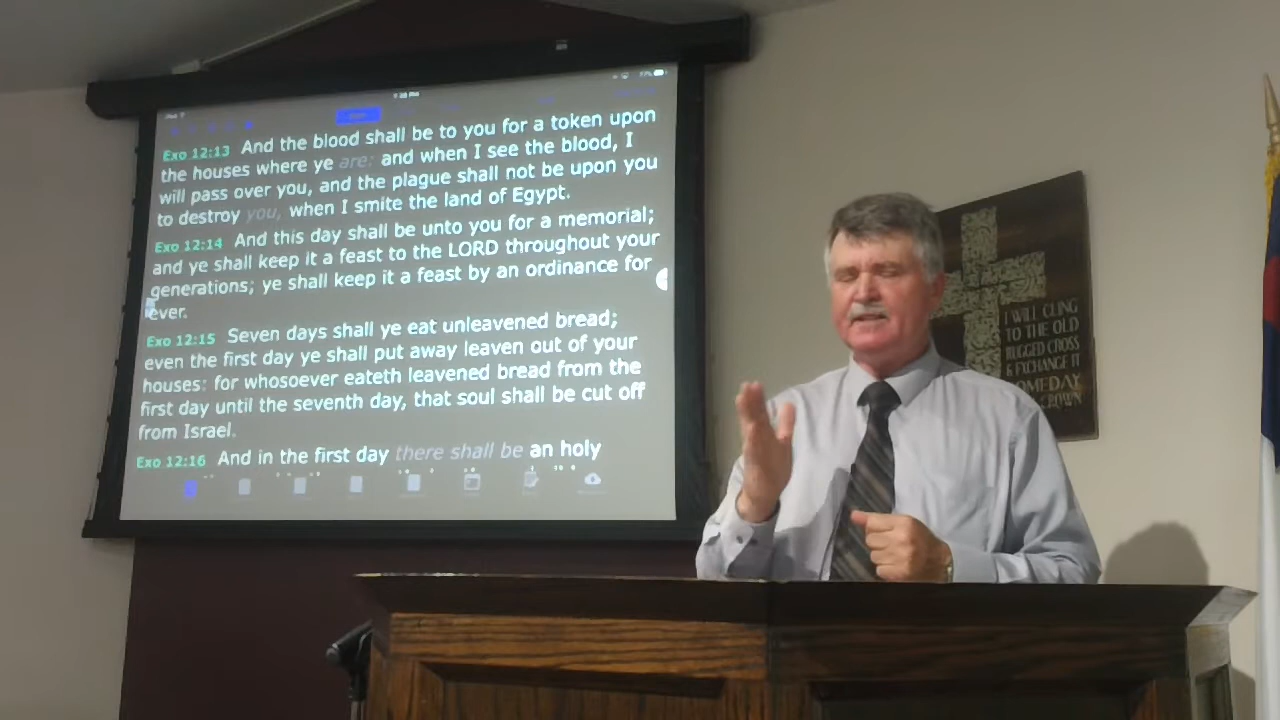 Exo 12:13 And the blood shall be to you for a token upon
the houses where ye are: and when I see the blood, I
will pass over you, and the plague shall not be upon you
to destroy you, when I smite the land of Egypt.
Exo 12:14 And this day shall be unto you for a memorial;
and ye shall keep it a feast to the LORD throughout your
generations; ye shall keep it a feast by an ordinance for
ever.
Exo 12:15 Seven days shall ye eat unleavened bread;
even the first day ye shall put away leaven out of your
houses: for whosoever eateth leavened bread from the
first day until the seventh day, that soul shall be cut off
from Israel.
Exo 12:16 And in the first day there shall be an holy
I WILL CLING
TO THE OLD
RUGGED CROSS
& EXCHANGE IT
SOMEDAY
CROWN